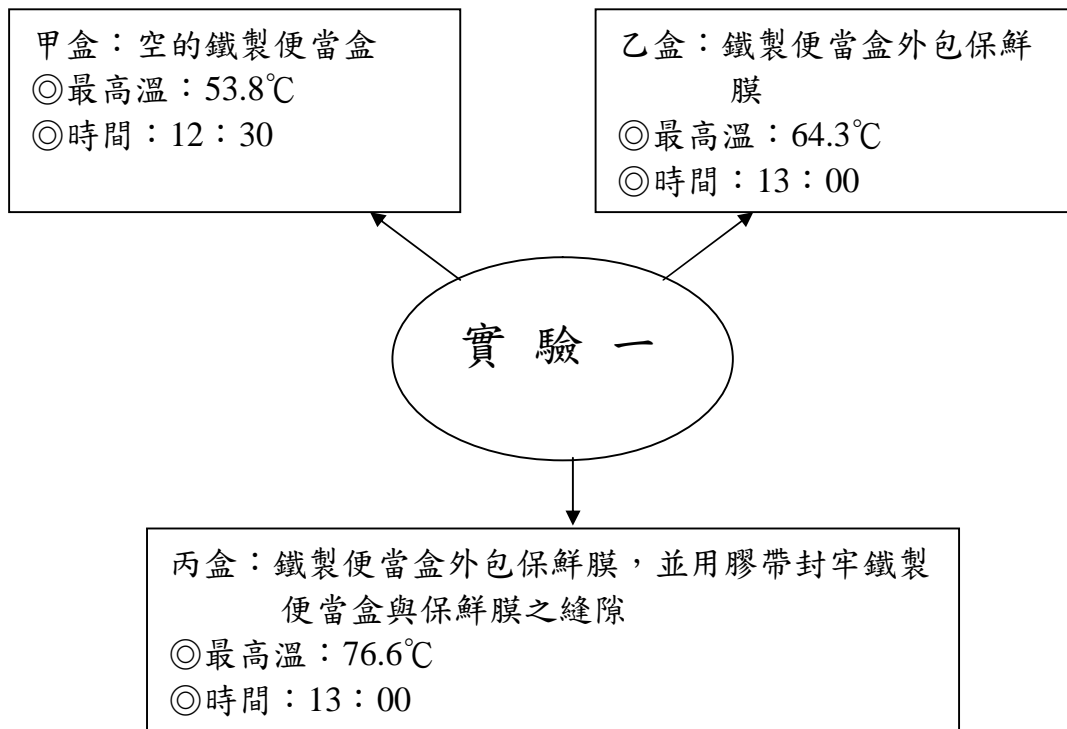 甲盒：空的鐵製便當盒
◎最高溫：53.8℃
◎時間：12：30
乙盒：鐵製便當盒外包保鮮
膜
◎最高溫：64.3℃
◎時間：13：00
實 驗 一
丙盒：鐵製便當盒外包保鮮膜，並用膠帶封牢鐵製
便當盒與保鮮膜之縫隙
◎最高溫：76.6℃
◎時間：13：00